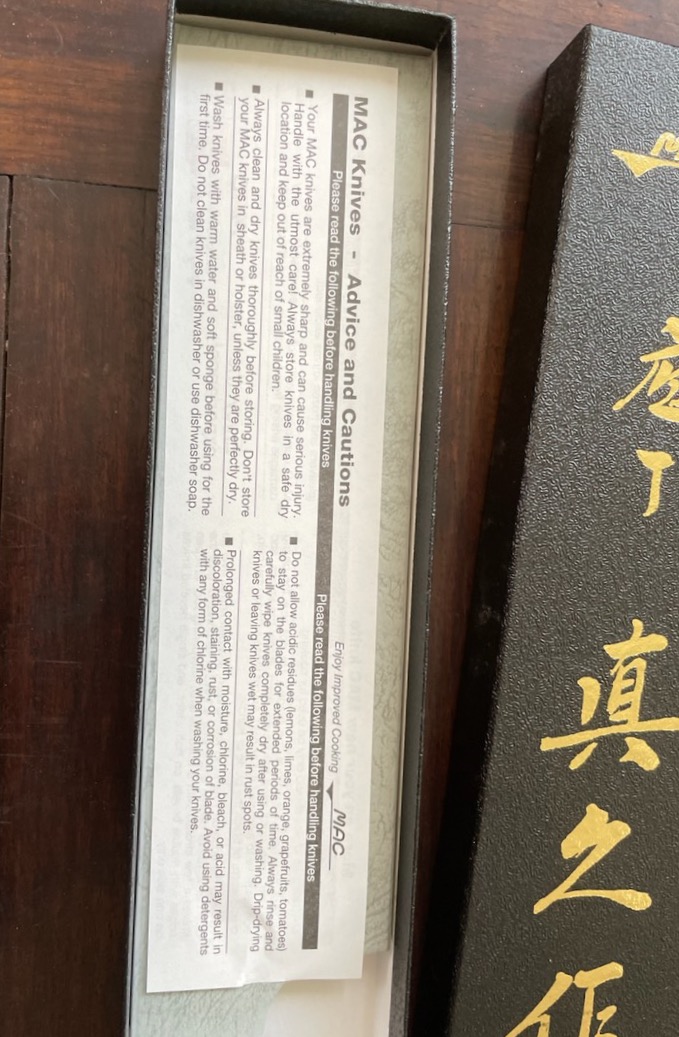 MAC Knives - Advice and Cautions
Please read the following before handling knives
■ Your MAC knives are extremely sharp and can cause serious injury.
Handle with the utmost care! Always store knives in a safe dry
location and keep out of reach of small children.
■ Always clean and dry knives thoroughly before storing. Don't store
your MAC knives in sheath or holster, unless they are perfectly dry.
■ Wash knives with warm water and soft sponge before using for the
first time. Do not clean knives in dishwasher or use dishwasher soap.
Enjoy Improved Cooking
MAC
Please read the following before handling knives
■ Do not allow acidic residues (lemons, limes, orange, grapefruits, tomatoes)
to stay on the blades for extended periods of time. Always rinse and
carefully wipe knives completely dry after using or washing. Drip-drying
knives or leaving knives wet may result in rust spots.
■ Prolonged contact with moisture, chlorine, bleach, or acid may result in
discoloration, staining, rust, or corrosion of blade. Avoid using detergents
with any form of chlorine when washing your knives.
真之作